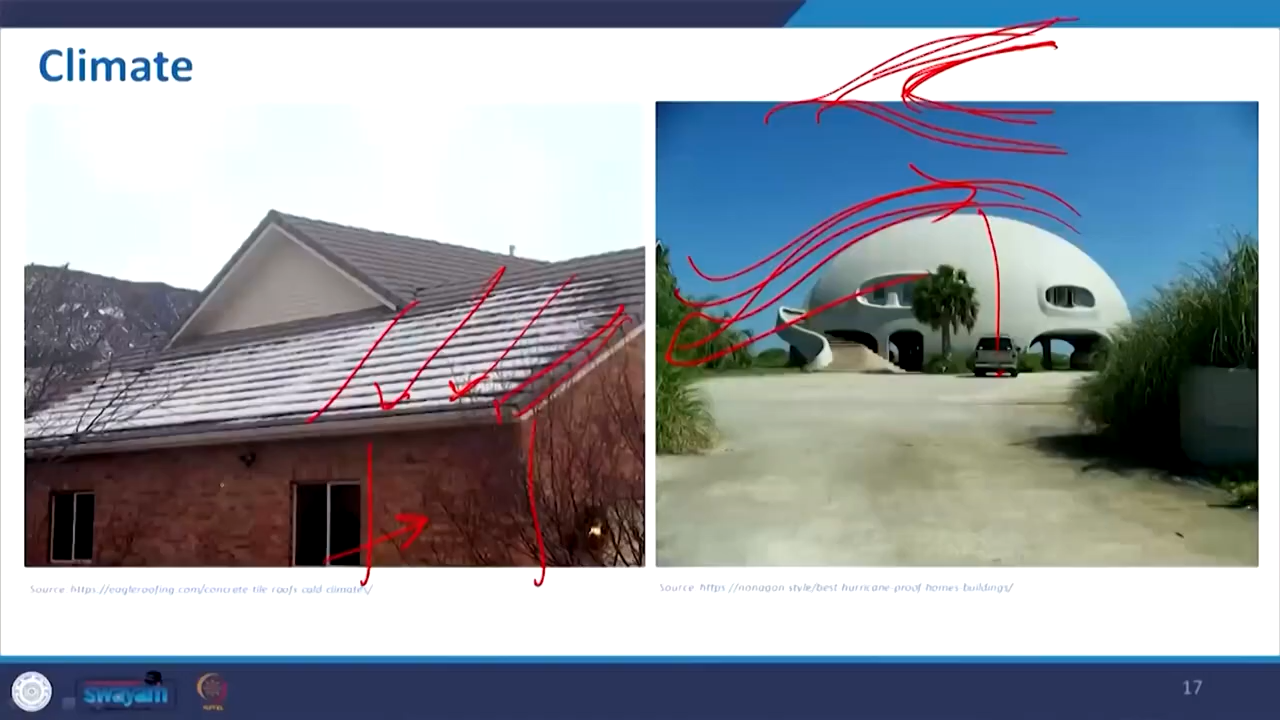 Climate
Source: https://eagleroofing.com/concrete-tile-roofs-cold-climates/
Source: https://nonagon.style/best-hurricane-proof-homes-buildings/
swayam
17